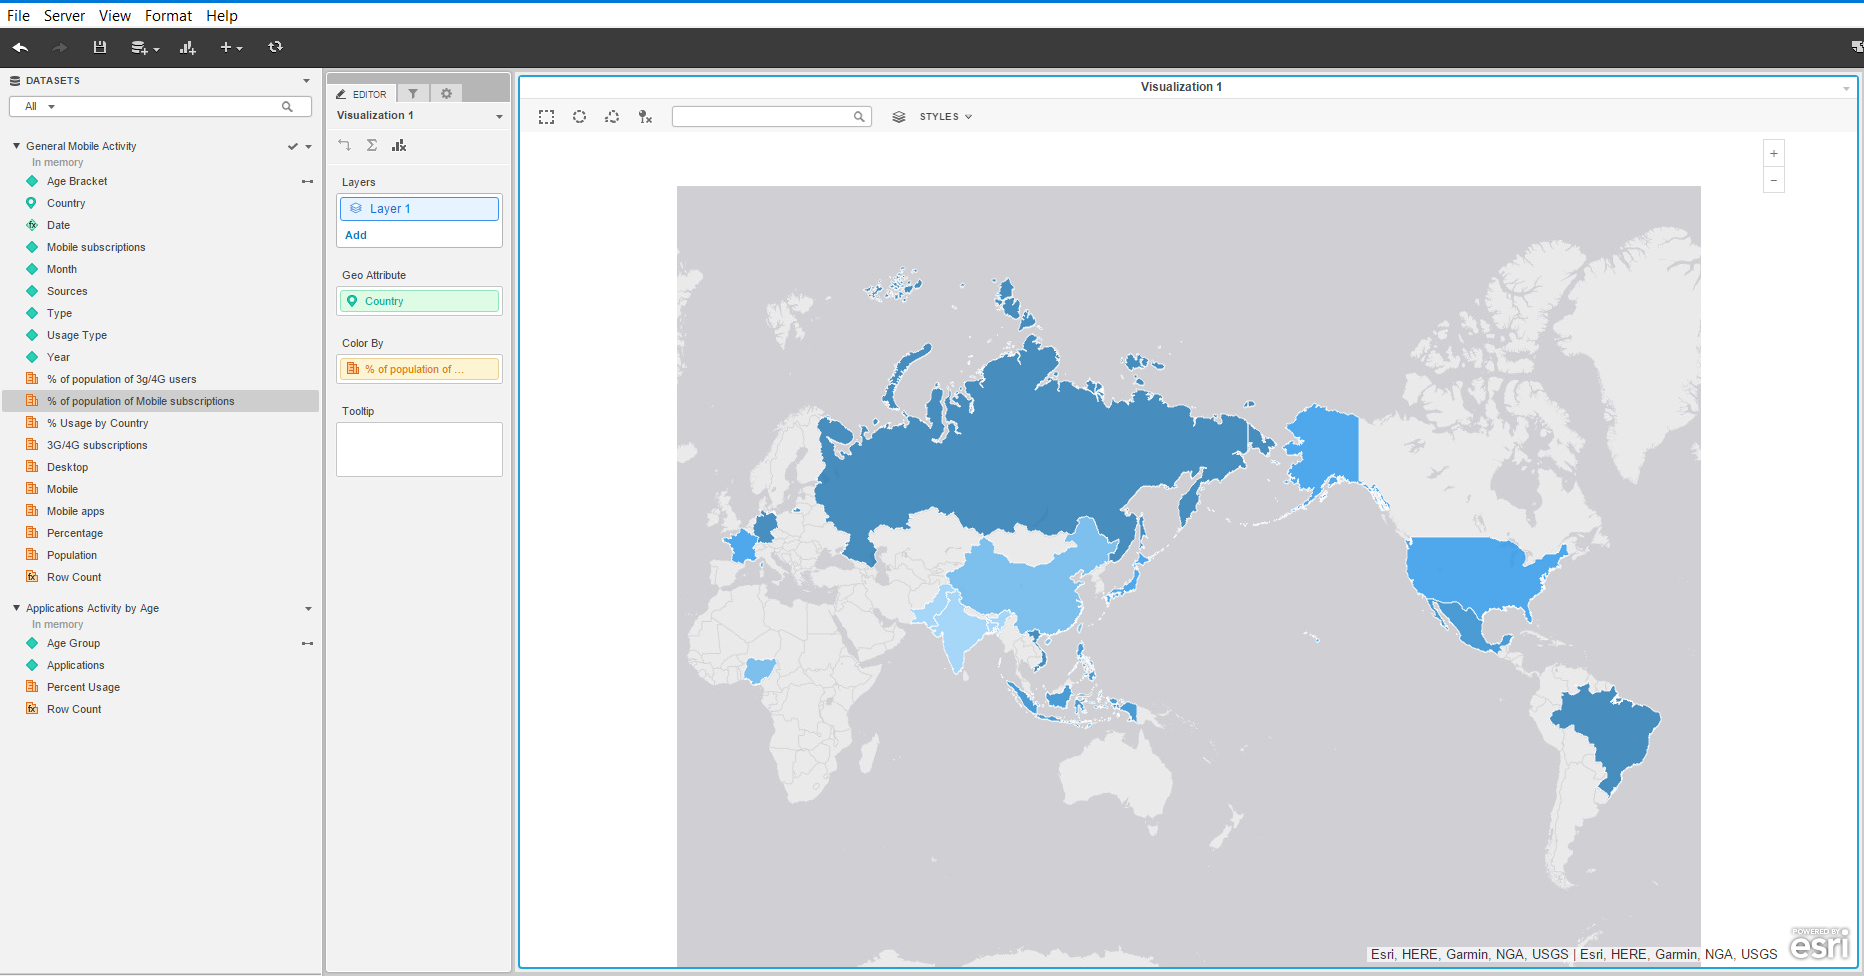 File Server View Format Help
DATASETS
All
General Mobile Activity
In memory
Age Bracket
Country
Date
Mobile subscriptions
Month
Sources
Type
Usage Type
Year
% of population of 3g/4G users
% of population of Mobile subscriptions
% Usage by Country
3G/4G subscriptions
Desktop
Mobile
Mobile apps
Percentage
Population
fx Row Count
Applications Activity by Age
In memory
Age Group
Applications
Percent Usage
fx Row Count
EDITOR
Visualization 1
Layers
Layer 1
Add
Geo Attribute
Country
Color By
% of population of ...
Tooltip
Visualization 1
STYLES
+
−
Esri, HERE, Garmin, NGA, USGS | Esri, HERE, Garmin, NGA, USGS
POWERED BY
esri